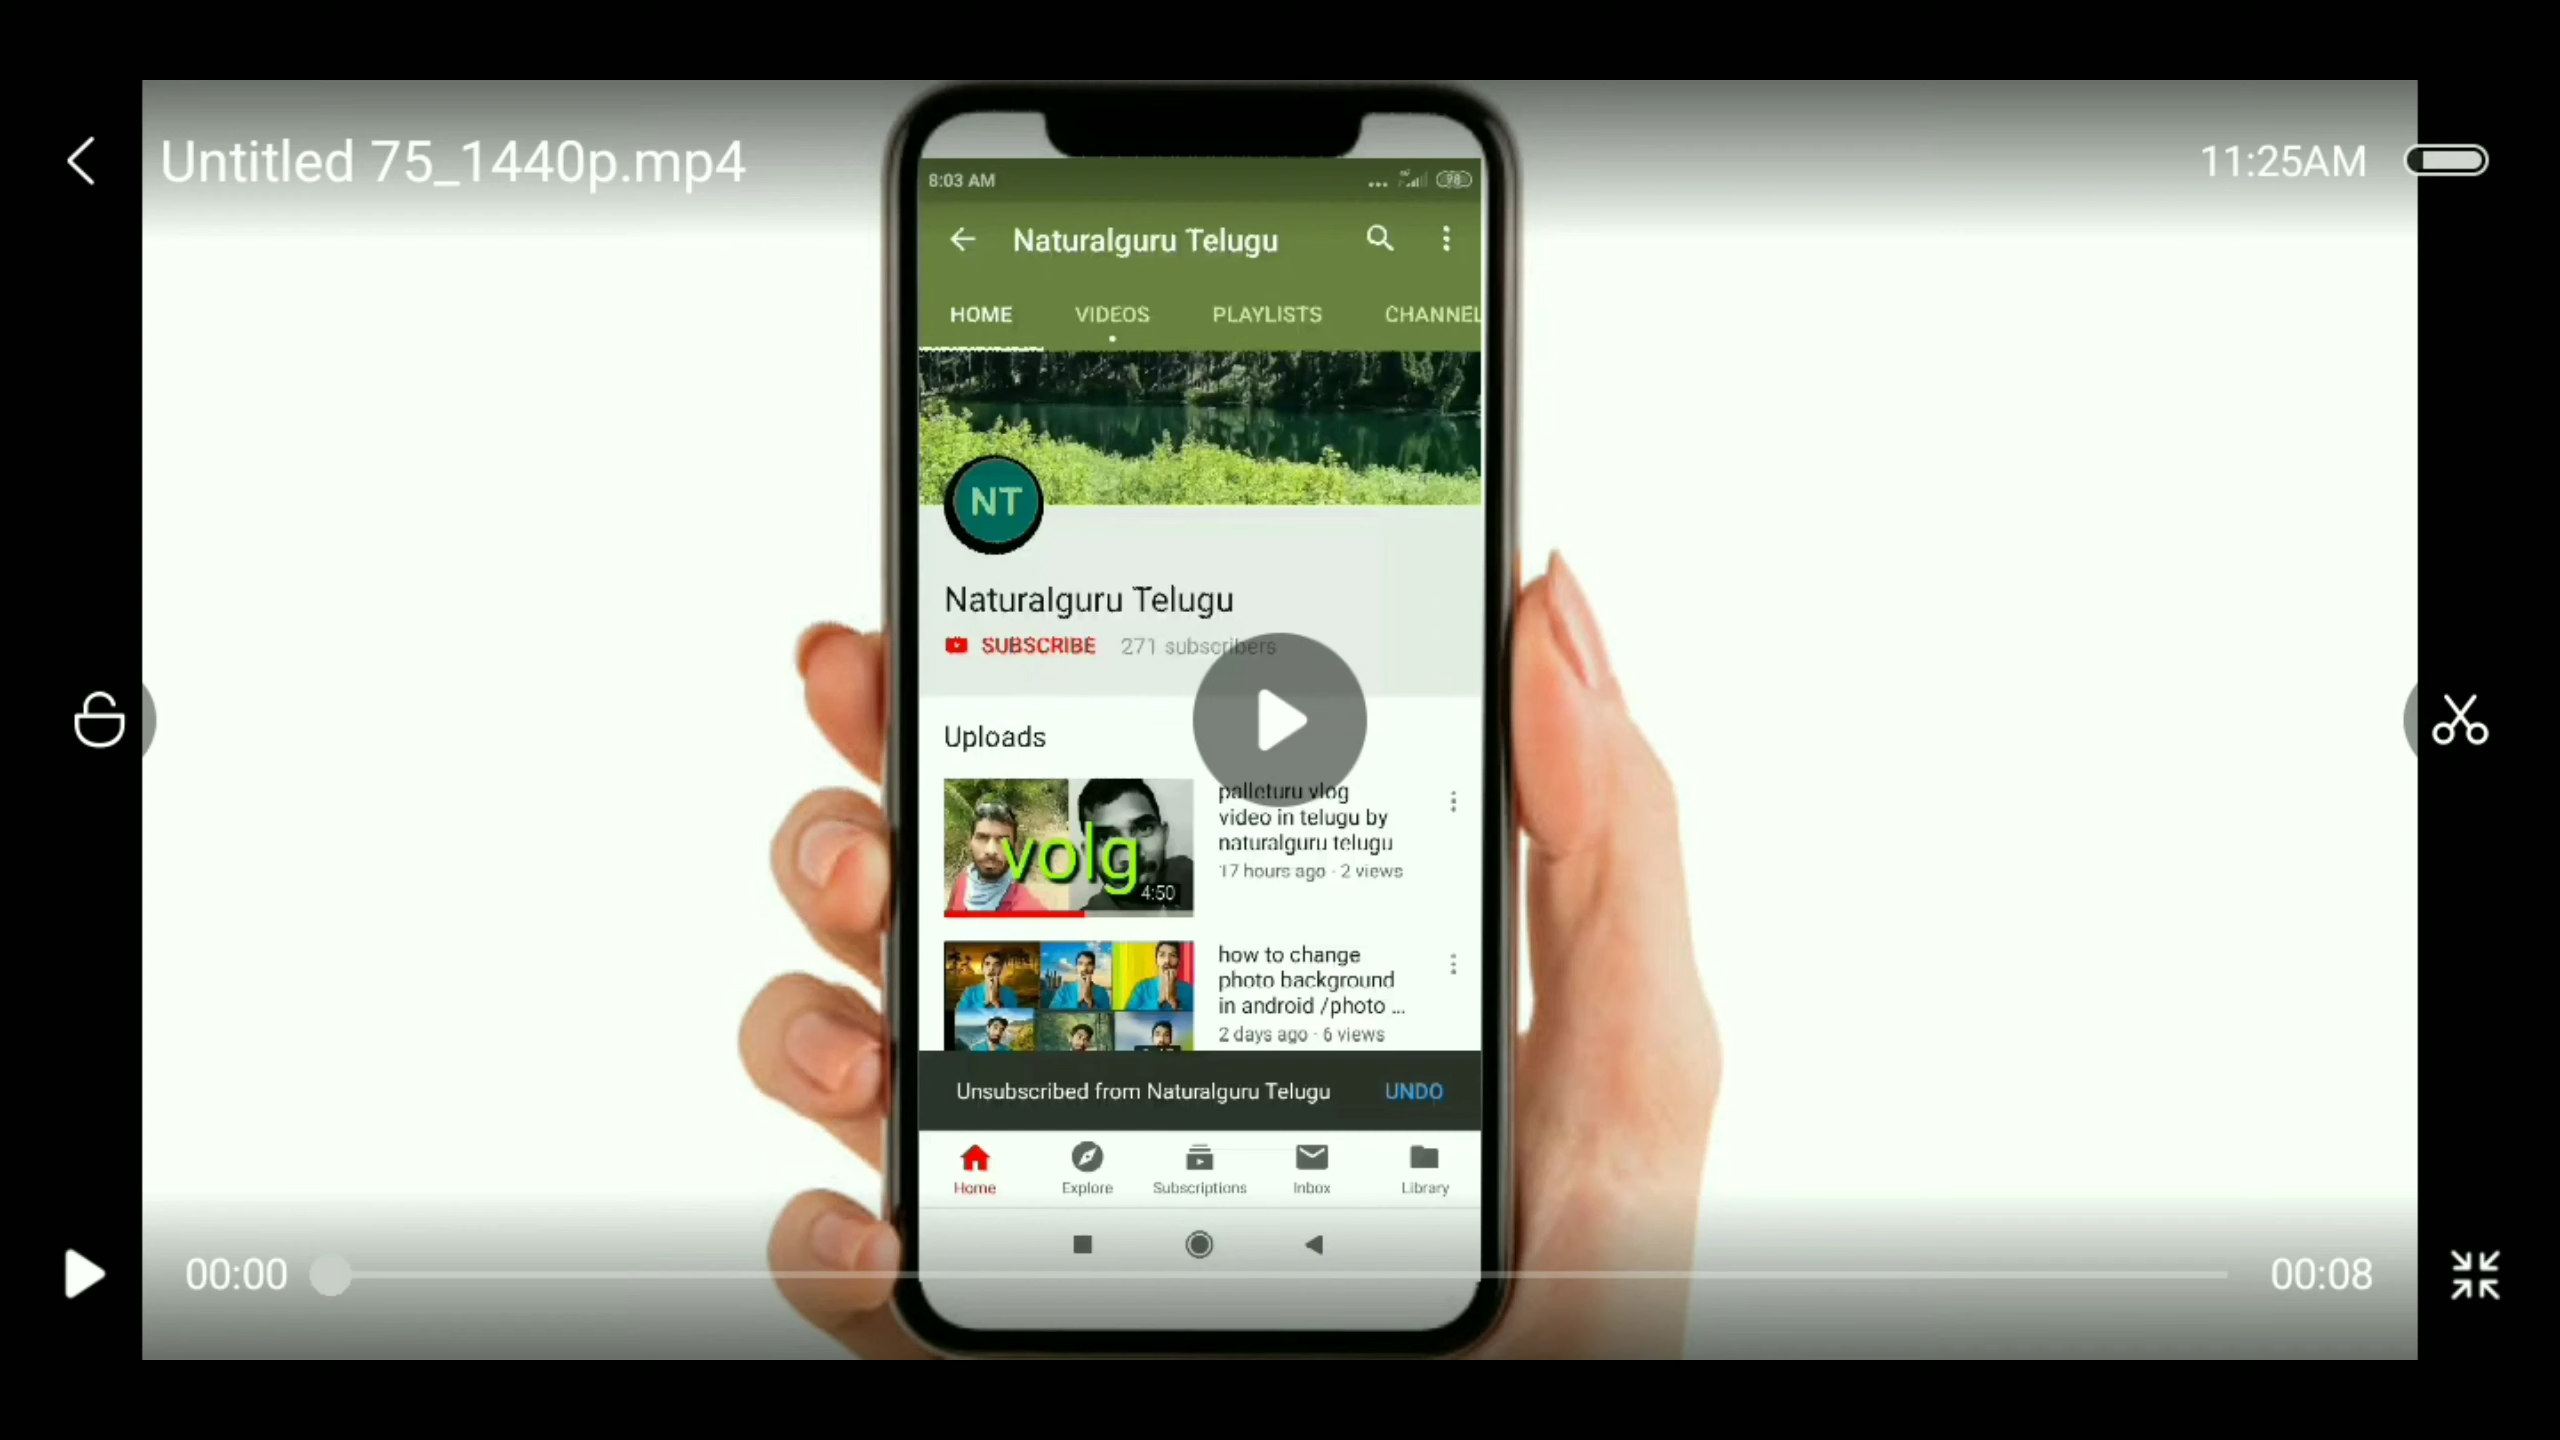 Untitled 75_1440p.mp4
11:25AM
8:03 AM
98
Naturalguru Telugu
HOME VIDEOS PLAYLISTS CHANNEL
NT
Naturalguru Telugu
SUBSCRIBE 271 subscribers
Uploads
volg
4:50
palleturu vlog
video in telugu by
naturalguru telugu
17 hours ago · 2 views
how to change
photo background
in android /photo ...
2 days ago · 6 views
Unsubscribed from Naturalguru Telugu UNDO
Home Explore Subscriptions Inbox Library
00:00
00:08